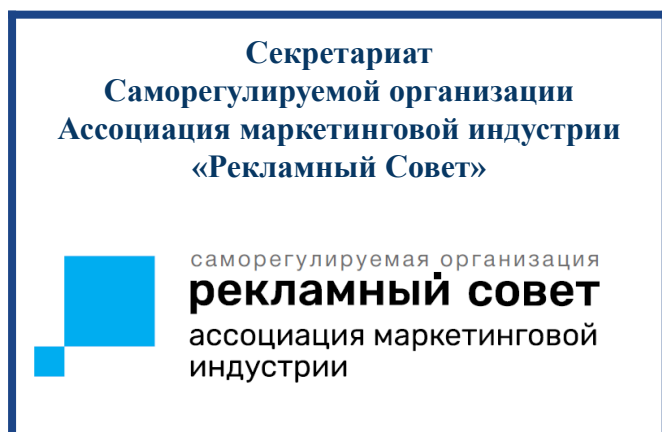 Секретариат
Саморегулируемой организации
Ассоциация маркетинговой индустрии
«Рекламный Совет»
саморегулируемая организация
рекламный совет
ассоциация маркетинговой
индустрии